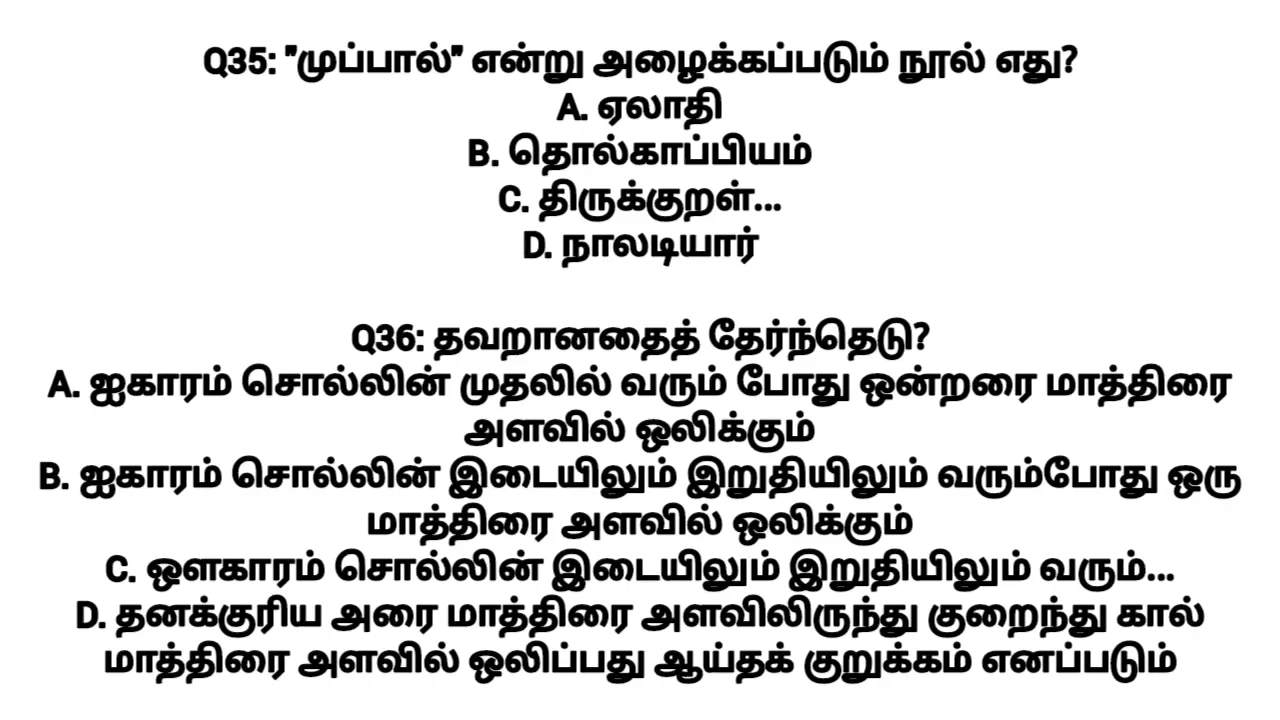 Q35: "முப்பால்" என்று அழைக்கப்படும் நூல் எது?
A. ஏலாதி
B. தொல்காப்பியம்
C. திருக்குறள்...
D. நாலடியார்
Q36: தவறானதைத் தேர்ந்தெடு?
A. ஐகாரம் சொல்லின் முதலில் வரும் போது ஒன்றரை மாத்திரை
அளவில் ஒலிக்கும்
B. ஐகாரம் சொல்லின் இடையிலும் இறுதியிலும் வரும்போது ஒரு
மாத்திரை அளவில் ஒலிக்கும்
C. ஔகாரம் சொல்லின் இடையிலும் இறுதியிலும் வரும்...
D. தனக்குரிய அரை மாத்திரை அளவிலிருந்து குறைந்து கால்
மாத்திரை அளவில் ஒலிப்பது ஆய்தக் குறுக்கம் எனப்படும்